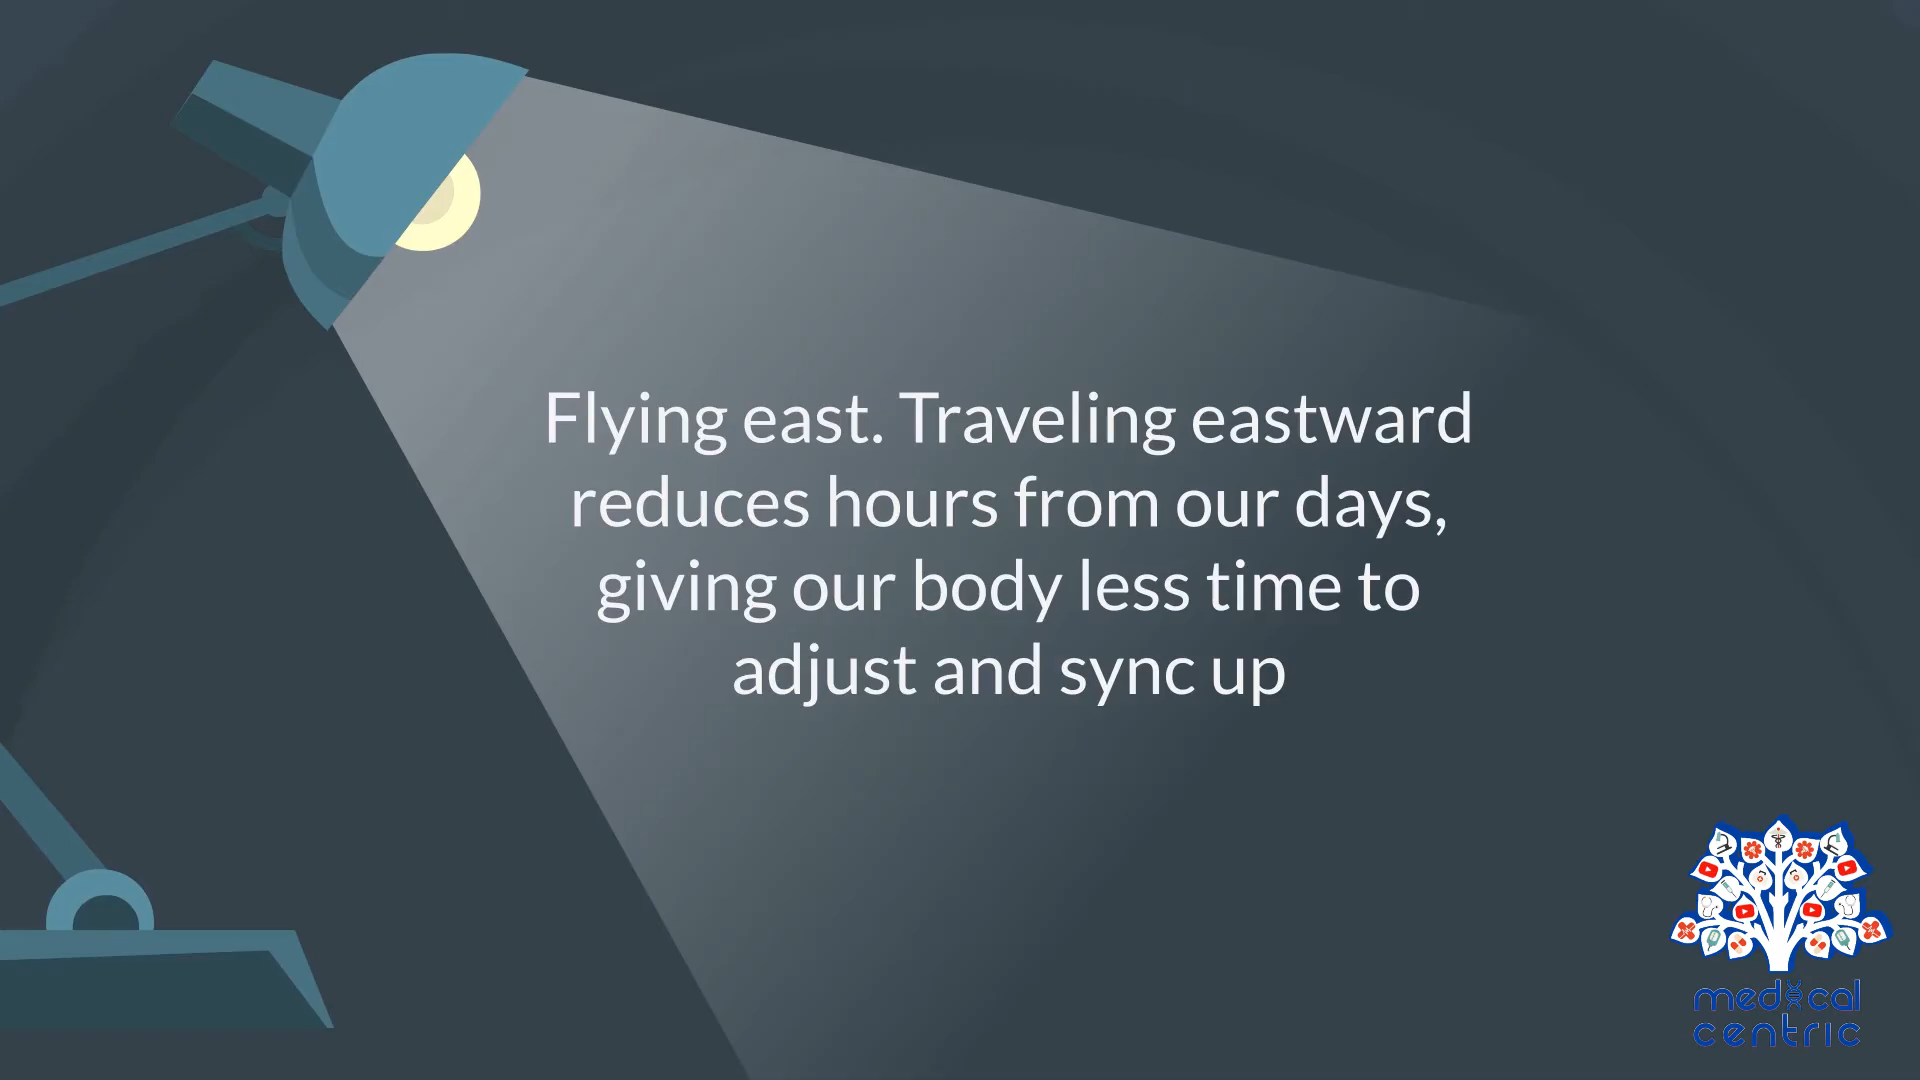 Flying east. Traveling eastward
reduces hours from our days,
giving our body less time to
adjust and sync up
medical
centric